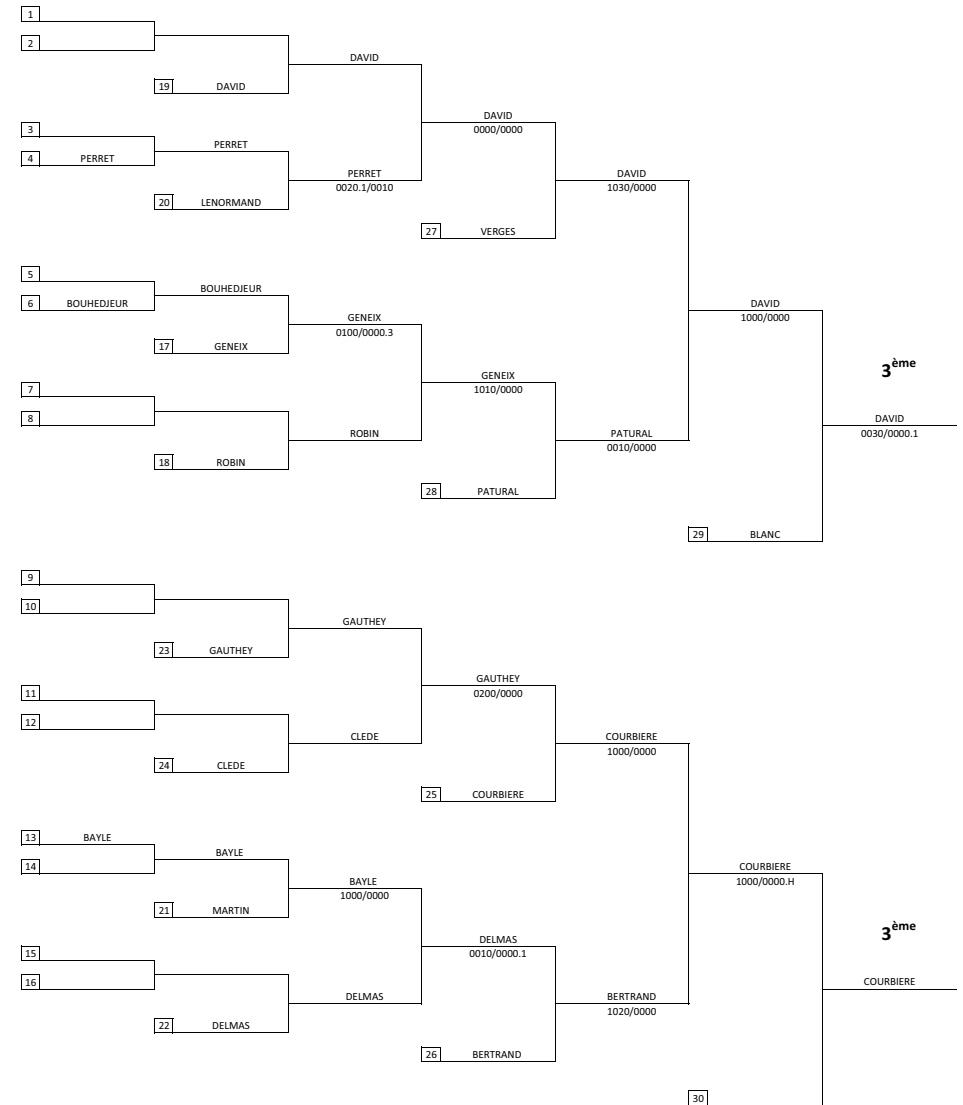 1
2
DAVID
19 DAVID
DAVID
0000/0000
3
PERRET
4 PERRET
PERRET
0020.1/0010
DAVID
1030/0000
20 LENORMAND
27 VERGES
5
BOUHEDJEUR
6 BOUHEDJEUR
DAVID
1000/0000
GENEIX
0100/0000.3
17 GENEIX
3ème
GENEIX
1010/0000
7
8
DAVID
0030/0000.1
ROBIN
PATURAL
0010/0000
18 ROBIN
28 PATURAL
29 BLANC
9
10
GAUTHEY
23 GAUTHEY
GAUTHEY
0200/0000
11
12
CLEDE
COURBIERE
1000/0000
24 CLEDE
25 COURBIERE
13 BAYLE
BAYLE
14
COURBIERE
1000/0000.H
BAYLE
1000/0000
21 MARTIN
3ème
DELMAS
0010/0000.1
15
16
COURBIERE
DELMAS
BERTRAND
1020/0000
22 DELMAS
26 BERTRAND
30